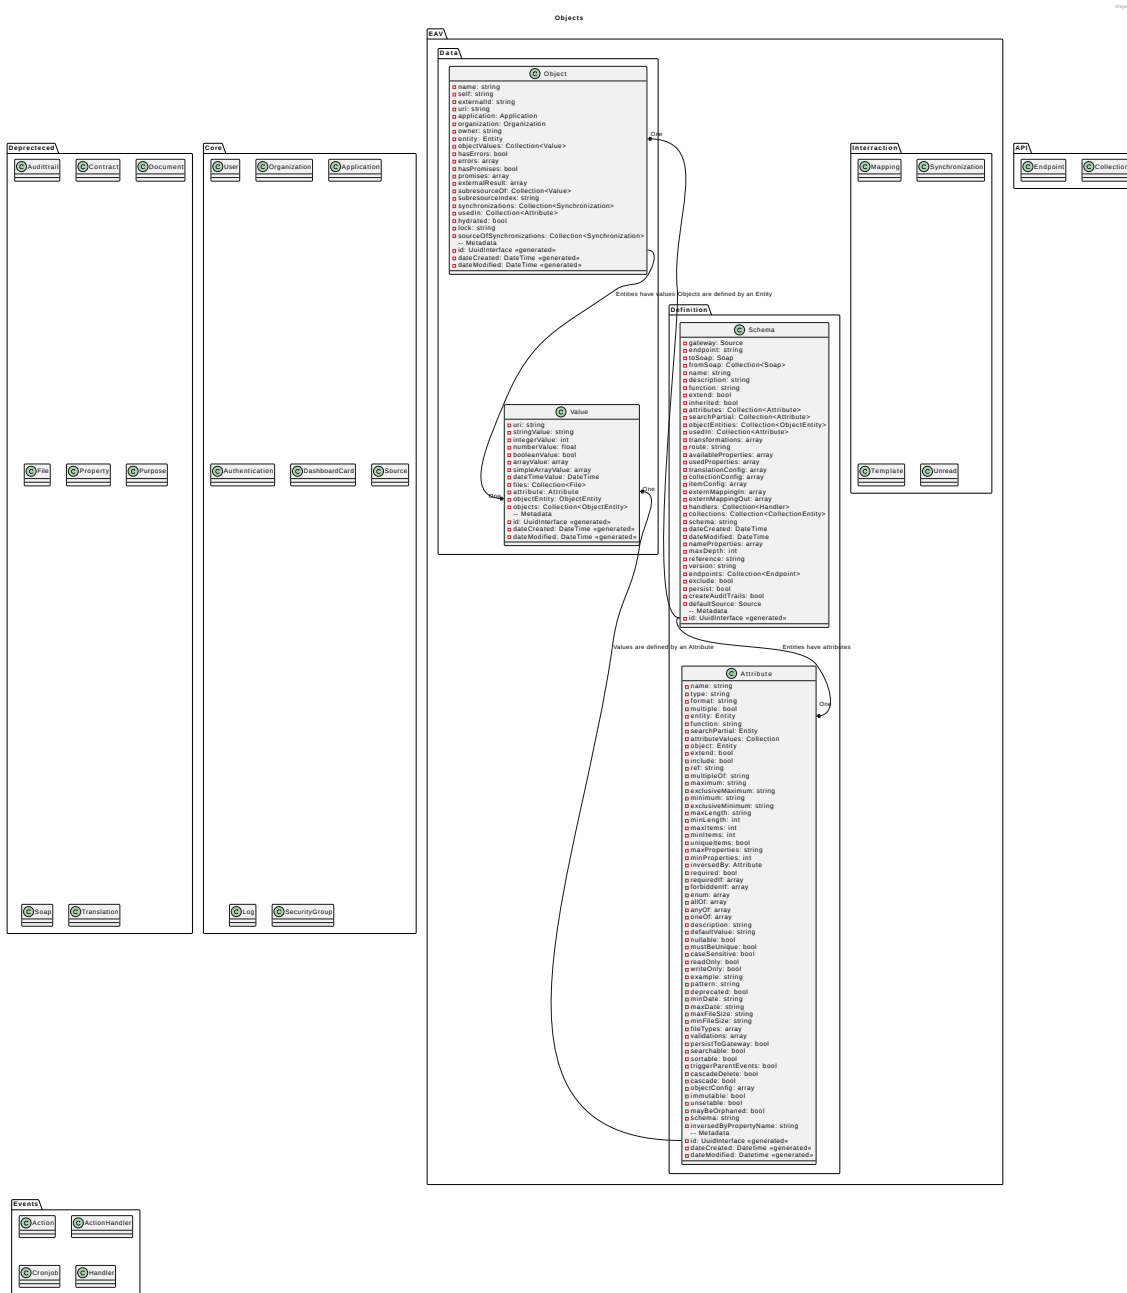 Objects
EAV
Data
Object
name: string
self: string
externalId: string
uri: string
application: Application
organization: Organization
owner: string
entity: Entity
objectValues: Collection<Value>
hasErrors: bool
errors: array
hasPromises: bool
promises: array
externalResult: array
subresourceOf: Collection<Value>
subresourceIndex: string
synchronizations: Collection<Synchronization>
usedIn: Collection<Attribute>
hydrated: bool
lock: string
sourceOfSynchronizations: Collection<Synchronization>
-- Metadata
id: UuidInterface «generated»
dateCreated: DateTime «generated»
dateModified: DateTime «generated»
One
Deprecteced
Audittrail
Contract
Document
File
Property
Purpose
Soap
Translation
Core
User
Organization
Application
Authentication
DashboardCard
Source
Log
SecurityGroup
Interraction
Mapping
Synchronization
Template
Unread
API
Endpoint
Collection
Entities have values
Objects are defined by an Entity
Definition
Schema
gateway: Source
endpoint: string
toSoap: Soap
fromSoap: Collection<Soap>
name: string
description: string
function: string
extend: bool
inherited: bool
attributes: Collection<Attribute>
searchPartial: Collection<Attribute>
objectEntities: Collection<ObjectEntity>
usedIn: Collection<Attribute>
transformations: array
route: string
availableProperties: array
usedProperties: array
translationConfig: array
collectionConfig: array
itemConfig: array
externMappingIn: array
externMappingOut: array
handlers: Collection<Handler>
collections: Collection<CollectionEntity>
schema: string
dateCreated: DateTime
dateModified: DateTime
nameProperties: array
maxDepth: int
reference: string
version: string
endpoints: Collection<Endpoint>
exclude: bool
persist: bool
createAuditTrails: bool
defaultSource: Source
-- Metadata
id: UuidInterface «generated»
Value
uri: string
stringValue: string
integerValue: int
numberValue: float
booleanValue: bool
arrayValue: array
simpleArrayValue: array
dateTimeValue: DateTime
files: Collection<File>
attribute: Attribute
objectEntity: ObjectEntity
objects: Collection<ObjectEntity>
-- Metadata
id: UuidInterface «generated»
dateCreated: DateTime «generated»
dateModified: DateTime «generated»
One
One
Values are defined by an Attribute
Entities have attributes
Attribute
name: string
type: string
format: string
multiple: bool
entity: Entity
function: string
searchPartial: Entity
attributeValues: Collection
object: Entity
extend: bool
include: bool
ref: string
multipleOf: string
maximum: string
exclusiveMaximum: string
minimum: string
exclusiveMinimum: string
maxLength: string
minLength: int
maxItems: int
minItems: int
uniqueItems: bool
maxProperties: string
minProperties: int
inversedBy: Attribute
required: bool
requiredIf: array
forbiddenIf: array
enum: array
allOf: array
anyOf: array
oneOf: array
description: string
defaultValue: string
nullable: bool
mustBeUnique: bool
caseSensitive: bool
readOnly: bool
writeOnly: bool
example: string
pattern: string
deprecated: bool
minDate: string
maxDate: string
maxFileSize: string
minFileSize: string
fileTypes: array
validations: array
persistToGateway: bool
searchable: bool
sortable: bool
triggerParentEvents: bool
cascadeDelete: bool
cascade: bool
objectConfig: array
immutable: bool
unsetable: bool
mayBeOrphaned: bool
schema: string
inversedByPropertyName: string
-- Metadata
id: UuidInterface «generated»
dateCreated: Datetime «generated»
dateModified: Datetime «generated»
One
Events
Action
ActionHandler
Cronjob
Handler